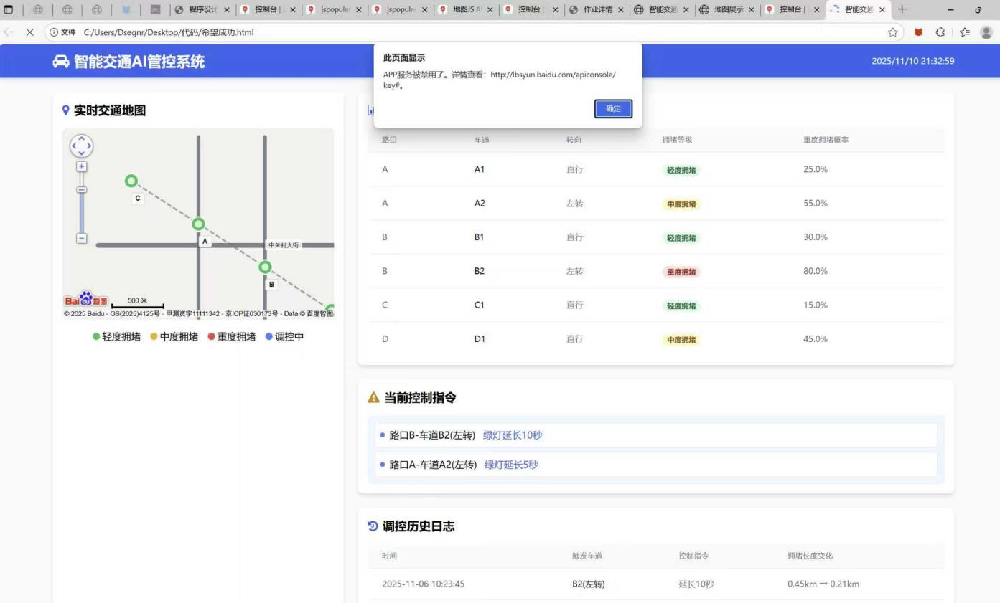 程序设计
控制台 |
jspopular
jspopular
地图JS A
控制台 |
作业详情
智能交通
地图展示
控制台 |
智能交通
文件 C:/Users/Dsegnr/Desktop/代码/希望成功.html
智能交通AI管控系统
2025/11/10 21:32:59
此页面显示
APP服务被禁用了。详情查看：http://lbsyun.baidu.com/apiconsole/
key#。
确定
实时交通地图
C
A
中关村大街
B
Bai du 地图
500 米
© 2025 Baidu - GS(2025)4125号 - 甲测资字11111342 - 京ICP证030173号 - Data © 百度智图
轻度拥堵 中度拥堵 重度拥堵 调控中
路口 车道 转向 拥堵等级 重度拥堵概率
A A1 直行 轻度拥堵 25.0%
A A2 左转 中度拥堵 55.0%
B B1 直行 轻度拥堵 30.0%
B B2 左转 重度拥堵 80.0%
C C1 直行 轻度拥堵 15.0%
D D1 直行 中度拥堵 45.0%
当前控制指令
路口B-车道B2(左转) 绿灯延长10秒
路口A-车道A2(左转) 绿灯延长5秒
调控历史日志
时间 触发车道 控制指令 拥堵长度变化
2025-11-06 10:23:45 B2(左转) 延长10秒 0.45km → 0.21km